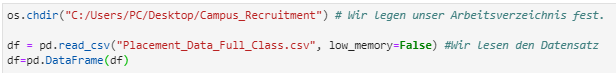 os.chdir("C:/Users/PC/Desktop/Campus_Recruitment") # Wir legen unser Arbeitsverzeichnis fest.
df = pd.read_csv("Placement_Data_Full_Class.csv", low_memory=False) #Wir lesen den Datensatz
df=pd.DataFrame(df)